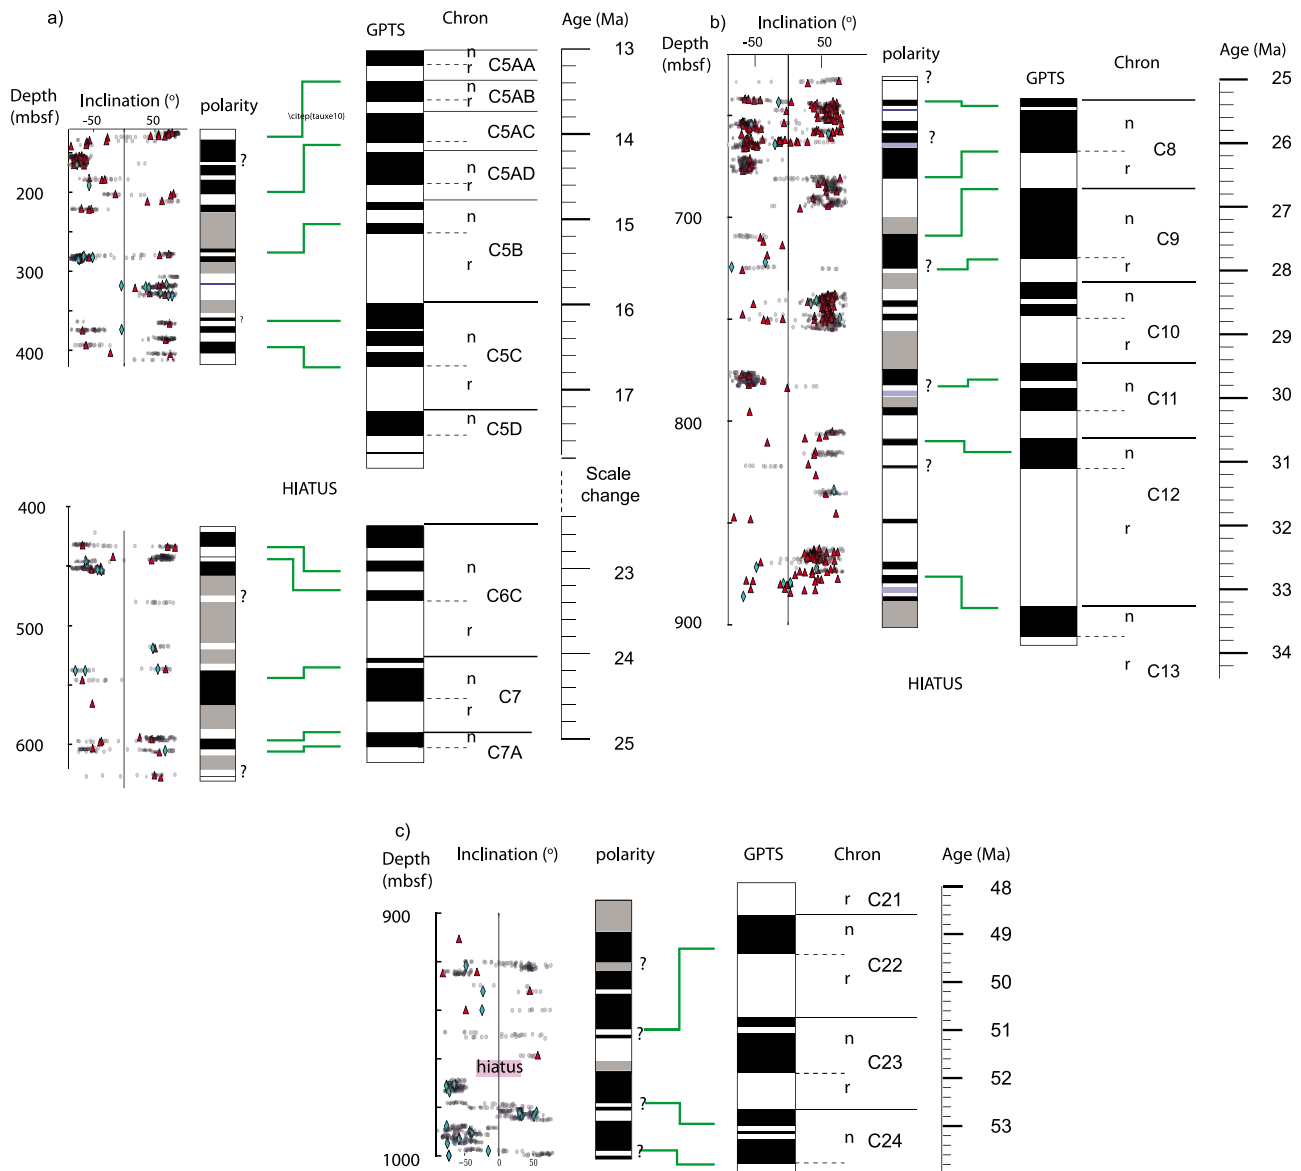 a)
GPTS
Chron
Age (Ma)
Depth
(mbsf)
Inclination (o)
polarity
-50
0
50
200
300
400
?
?
\citep{tauxe10}
n
r
C5AA
n
r
C5AB
n
r
C5AC
n
r
C5AD
n
r
C5B
n
r
C5C
n
C5D
13
14
15
16
17
Scale
change
HIATUS
400
500
600
?
?
n
r
C6C
n
r
C7
n
C7A
23
24
25
b)
Inclination (o)
Depth
(mbsf)
-50
50
polarity
GPTS
Chron
Age (Ma)
700
800
900
?
?
?
?
?
n
r
C8
n
r
C9
n
r
C10
n
r
C11
n
r
C12
n
r
C13
25
26
27
28
29
30
31
32
33
34
HIATUS
c)
Depth
(mbsf)
Inclination (o)
polarity
GPTS
Chron
Age (Ma)
900
1000
hiatus
-50
0
50
?
?
?
?
r
C21
n
r
C22
n
r
C23
n
C24
48
49
50
51
52
53